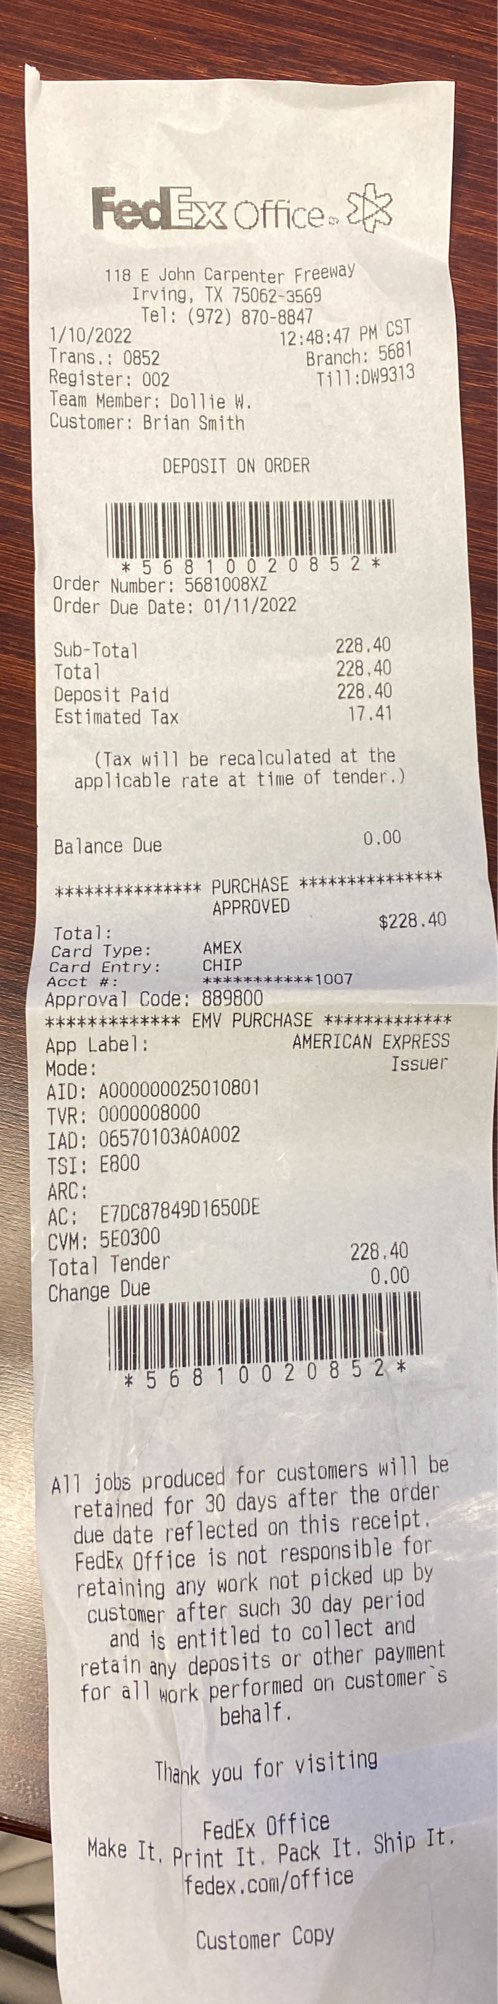 FedEx Office
118 E John Carpenter Freeway
Irving, TX 75062-3569
Tel: (972) 870-8847
1/10/2022 12:48:47 PM CST
Trans.: 0852 Branch: 5681
Register: 002 Till:DW9313
Team Member: Dollie W.
Customer: Brian Smith
DEPOSIT ON ORDER
*56810020852*
Order Number: 5681008XZ
Order Due Date: 01/11/2022
Sub-Total 228.40
Total 228.40
Deposit Paid 228.40
Estimated Tax 17.41
(Tax will be recalculated at the
applicable rate at time of tender.)
Balance Due 0.00
*************** PURCHASE ***************
APPROVED
Total: $228.40
Card Type: AMEX
Card Entry: CHIP
Acct #: ***********1007
Approval Code: 889800
************* EMV PURCHASE *************
App Label: AMERICAN EXPRESS
Mode: Issuer
AID: A000000025010801
TVR: 0000008000
IAD: 06570103A0A002
TSI: E800
ARC:
AC: E7DC87849D1650DE
CVM: 5E0300
Total Tender 228.40
Change Due 0.00
*56810020852*
All jobs produced for customers will be
retained for 30 days after the order
due date reflected on this receipt.
FedEx Office is not responsible for
retaining any work not picked up by
customer after such 30 day period
and is entitled to collect and
retain any deposits or other payment
for all work performed on customer`s
behalf.
Thank you for visiting
FedEx Office
Make It. Print It. Pack It. Ship It.
fedex.com/office
Customer Copy